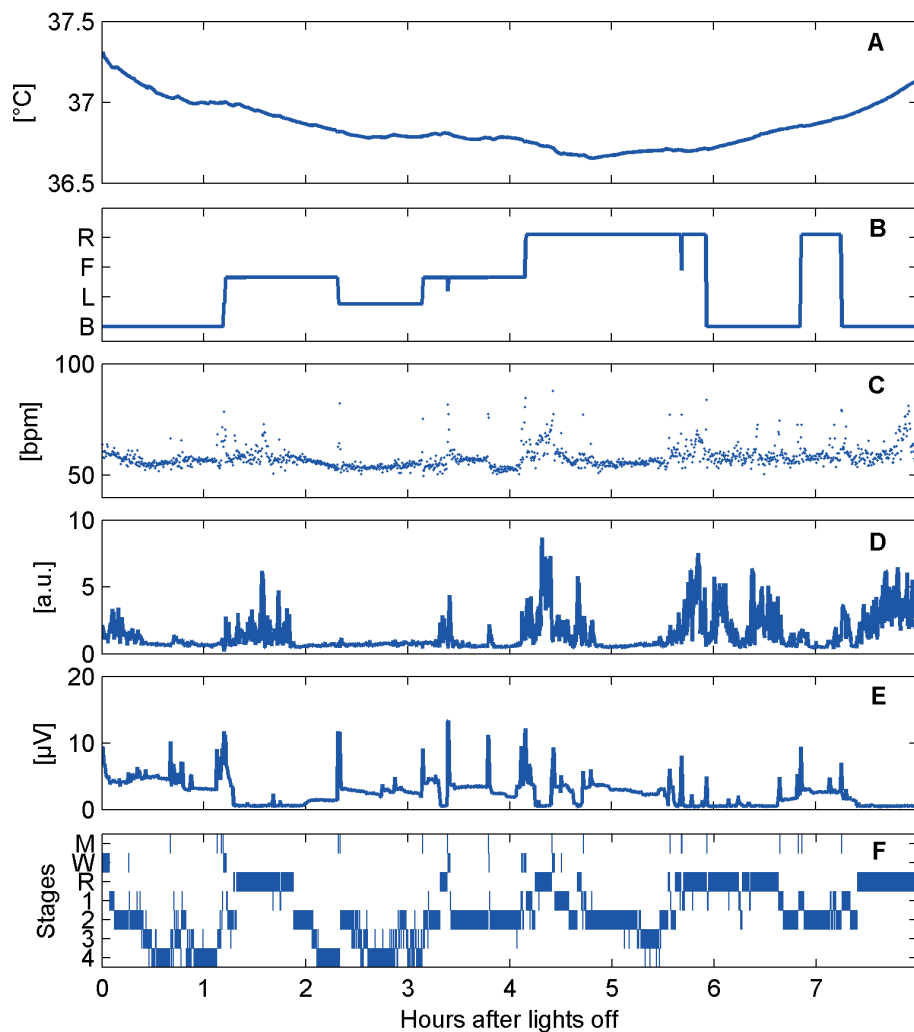 37.5
37
36.5
[°C]
A
R
F
L
B
B
100
50
[bpm]
C
10
5
0
[a.u.]
D
20
10
0
[µV]
E
M
W
R
1
2
3
4
Stages
F
0 1 2 3 4 5 6 7
Hours after lights off